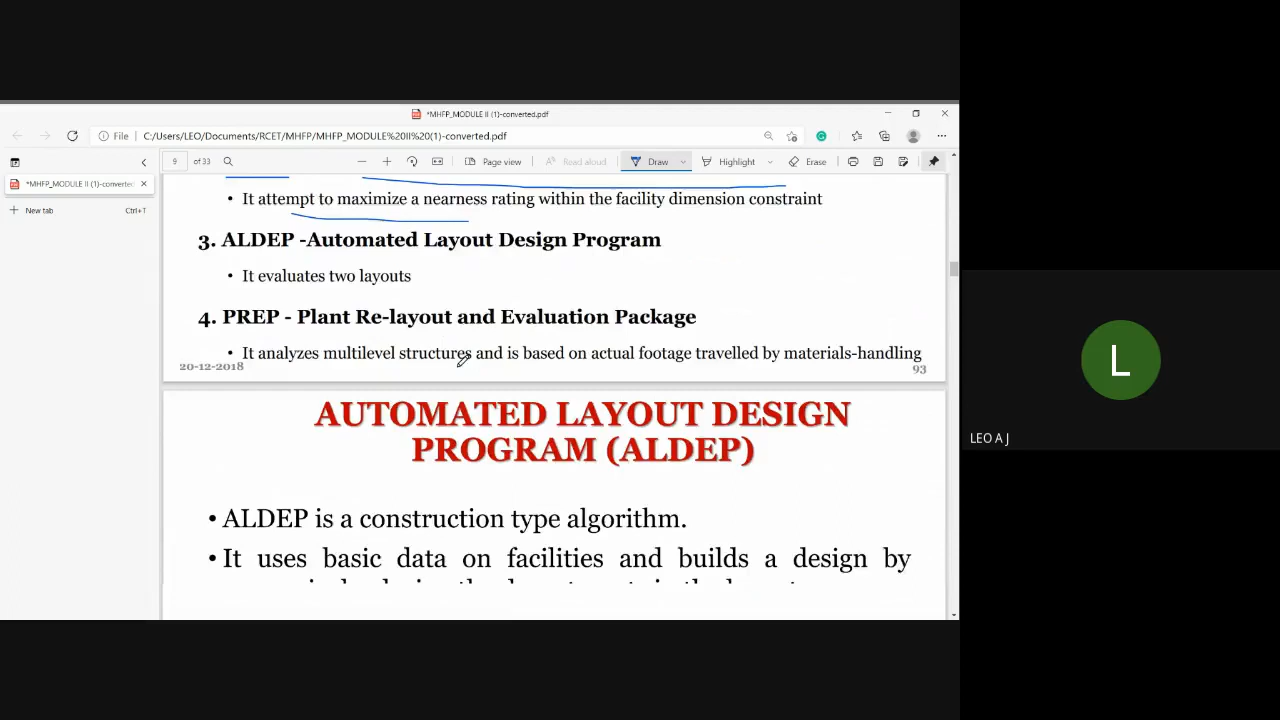 *MHFP_MODULE II (1)-converted.pdf
File
C:/Users/LEO/Documents/RCET/MHFP/MHFP_MODULE%20II%20(1)-converted.pdf
9 of 33
Page view
Read aloud
Draw
Highlight
Erase
*MHFP_MODULE II (1)-converted
New tab Ctrl+T
• It attempt to maximize a nearness rating within the facility dimension constraint
3. ALDEP -Automated Layout Design Program
• It evaluates two layouts
4. PREP - Plant Re-layout and Evaluation Package
• It analyzes multilevel structures and is based on actual footage travelled by materials-handling
20-12-2018 93
AUTOMATED LAYOUT DESIGN
PROGRAM (ALDEP)
• ALDEP is a construction type algorithm.
• It uses basic data on facilities and builds a design by
L
LEO A J